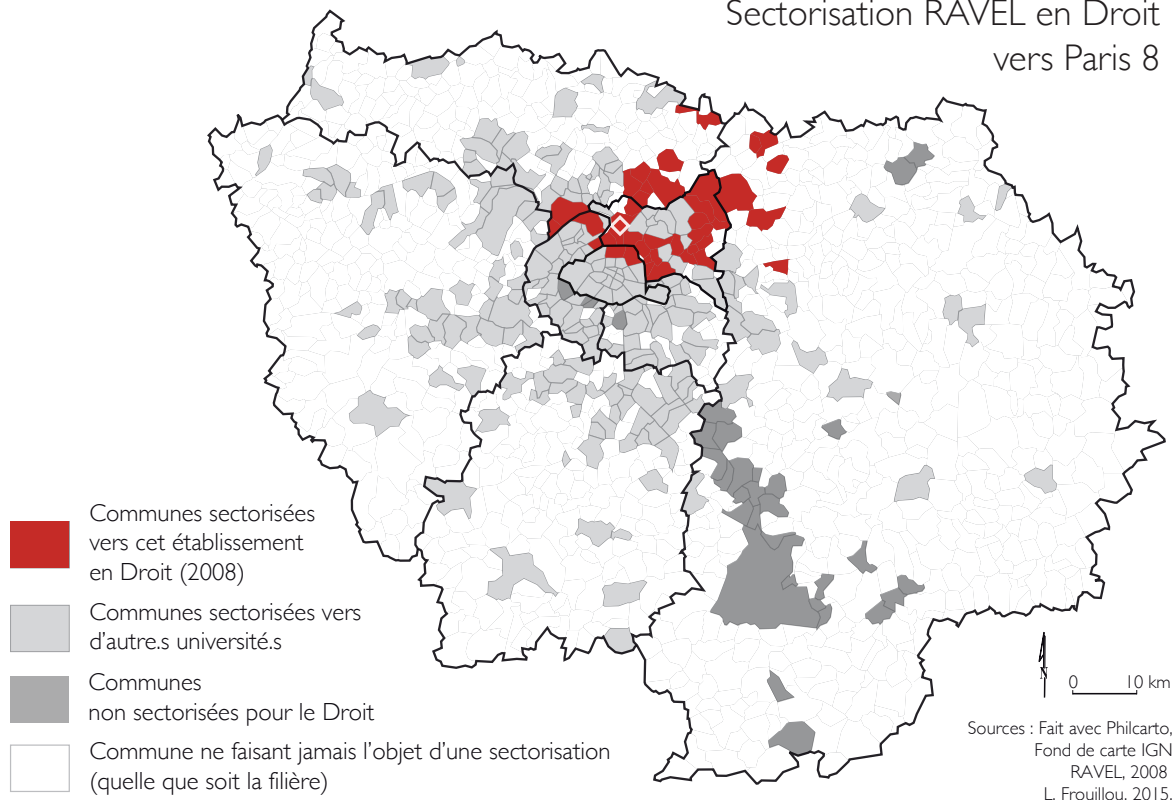 Sectorisation RAVEL en Droit
vers Paris 8
Communes sectorisées
vers cet établissement
en Droit (2008)
Communes sectorisées vers
d'autre.s université.s
Communes
non sectorisées pour le Droit
Commune ne faisant jamais l'objet d'une sectorisation
(quelle que soit la filière)
N
0 10 km
Sources : Fait avec Philcarto,
Fond de carte IGN
RAVEL, 2008
L. Frouillou, 2015.